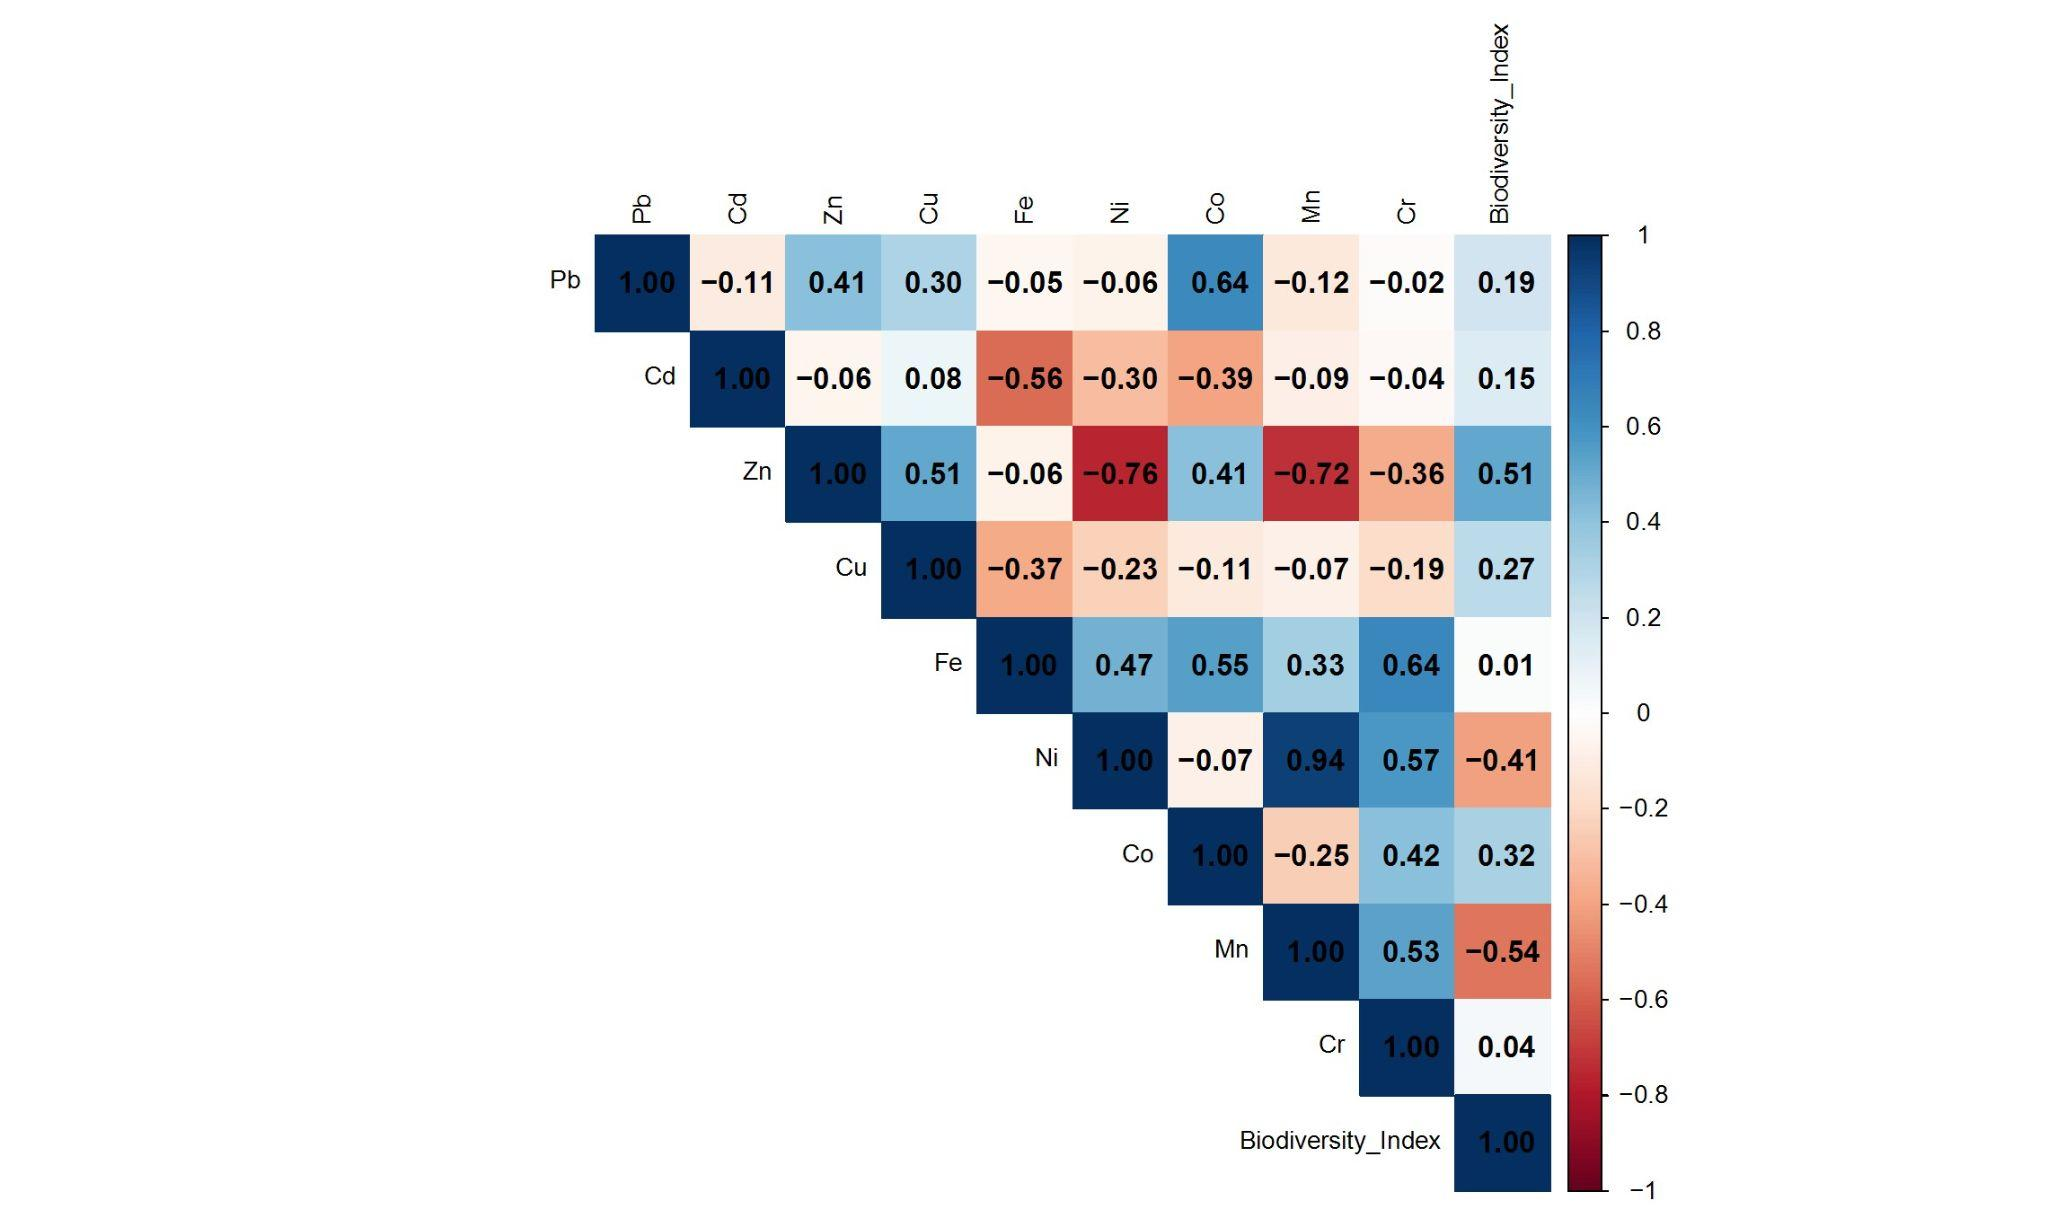 Pb Cd Zn Cu Fe Ni Co Mn Cr Biodiversity_Index
Pb 1.00 −0.11 0.41 0.30 −0.05 −0.06 0.64 −0.12 −0.02 0.19
Cd 1.00 −0.06 0.08 −0.56 −0.30 −0.39 −0.09 −0.04 0.15
Zn 1.00 0.51 −0.06 −0.76 0.41 −0.72 −0.36 0.51
Cu 1.00 −0.37 −0.23 −0.11 −0.07 −0.19 0.27
Fe 1.00 0.47 0.55 0.33 0.64 0.01
Ni 1.00 −0.07 0.94 0.57 −0.41
Co 1.00 −0.25 0.42 0.32
Mn 1.00 0.53 −0.54
Cr 1.00 0.04
Biodiversity_Index 1.00
1
0.8
0.6
0.4
0.2
0
−0.2
−0.4
−0.6
−0.8
−1